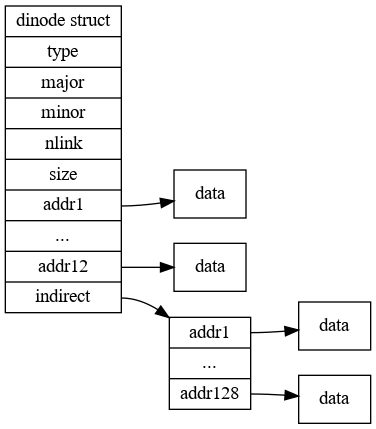 dinode struct
type
major
minor
nlink
size
addr1
...
addr12
indirect
data
data
addr1
...
addr128
data
data